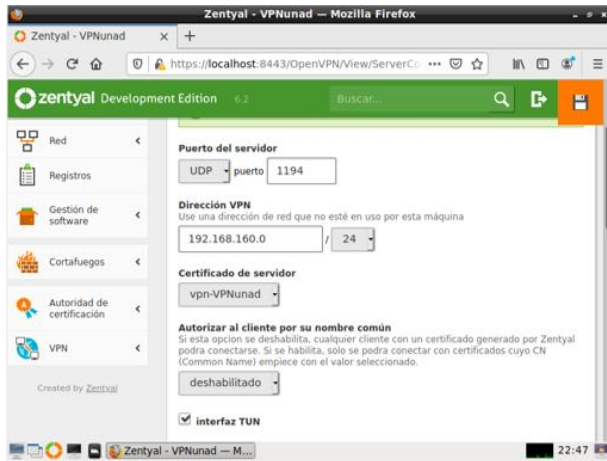 Zentyal - VPNunad — Mozilla Firefox
Zentyal - VPNunad
https://localhost:8443/OpenVPN/View/ServerCo
zentyal Development Edition 6.2
Buscar...
Red
Registros
Gestión de
software
Cortafuegos
Autoridad de
certificación
VPN
Created by Zentyal
Puerto del servidor
UDP puerto 1194
Dirección VPN
Use una dirección de red que no esté en uso por esta máquina
192.168.160.0 / 24
Certificado de servidor
vpn-VPNunad
Autorizar al cliente por su nombre común
Si esta opcion se deshabilita, cualquier cliente con un certificado generado por Zentyal
podra conectarse. Si se habilita, solo se podra conectar con certificados cuyo CN
(Common Name) empiece con el valor seleccionado.
deshabilitado
interfaz TUN
Zentyal - VPNunad — M...
22:47